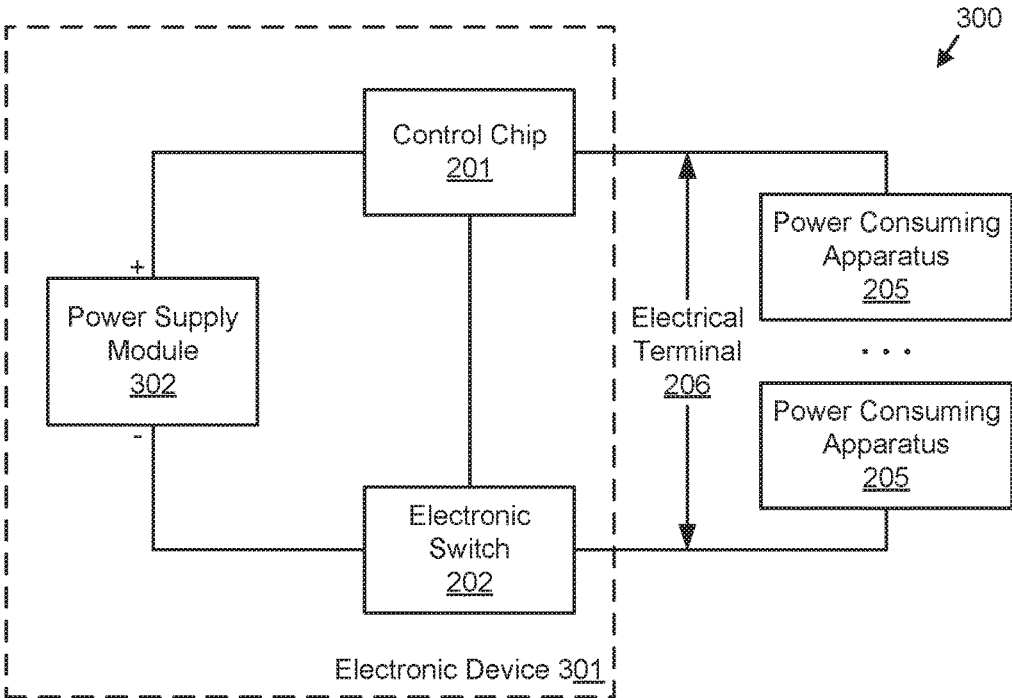 300
Control Chip
201
Power Consuming
Apparatus
205
+
Power Supply
Module
302
-
Electrical
Terminal
206
. . .
Power Consuming
Apparatus
205
Electronic
Switch
202
Electronic Device 301